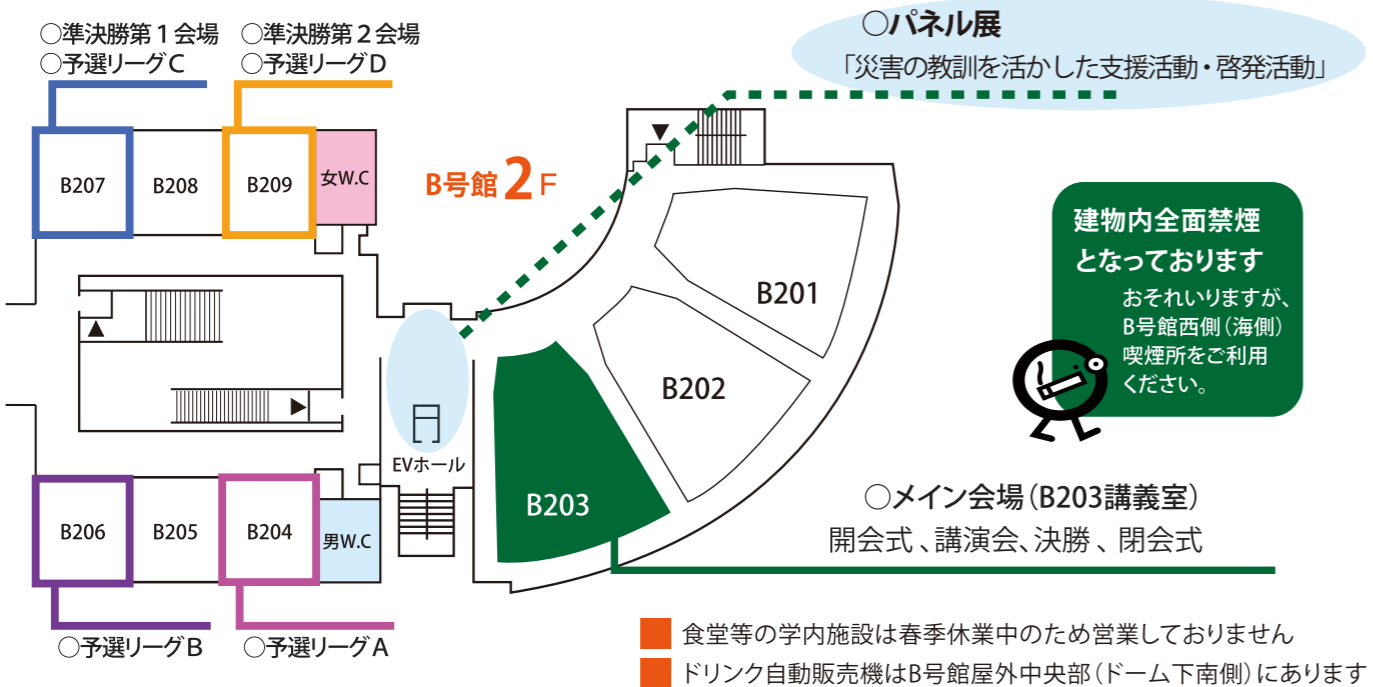 ○準決勝第1会場
○予選リーグC
○準決勝第2会場
○予選リーグD
○パネル展
「災害の教訓を活かした支援活動・啓発活動」
B207
B208
B209
女W.C
B号館2F
B201
B202
B203
建物内全面禁煙
となっております
おそれいりますが、
B号館西側(海側)
喫煙所をご利用
ください。
EVホール
B206
B205
B204
男W.C
○メイン会場(B203講義室)
開会式、講演会、決勝、閉会式
○予選リーグB
○予選リーグA
食堂等の学内施設は春季休業中のため営業しておりません
ドリンク自動販売機はB号館屋外中央部(ドーム下南側)にあります